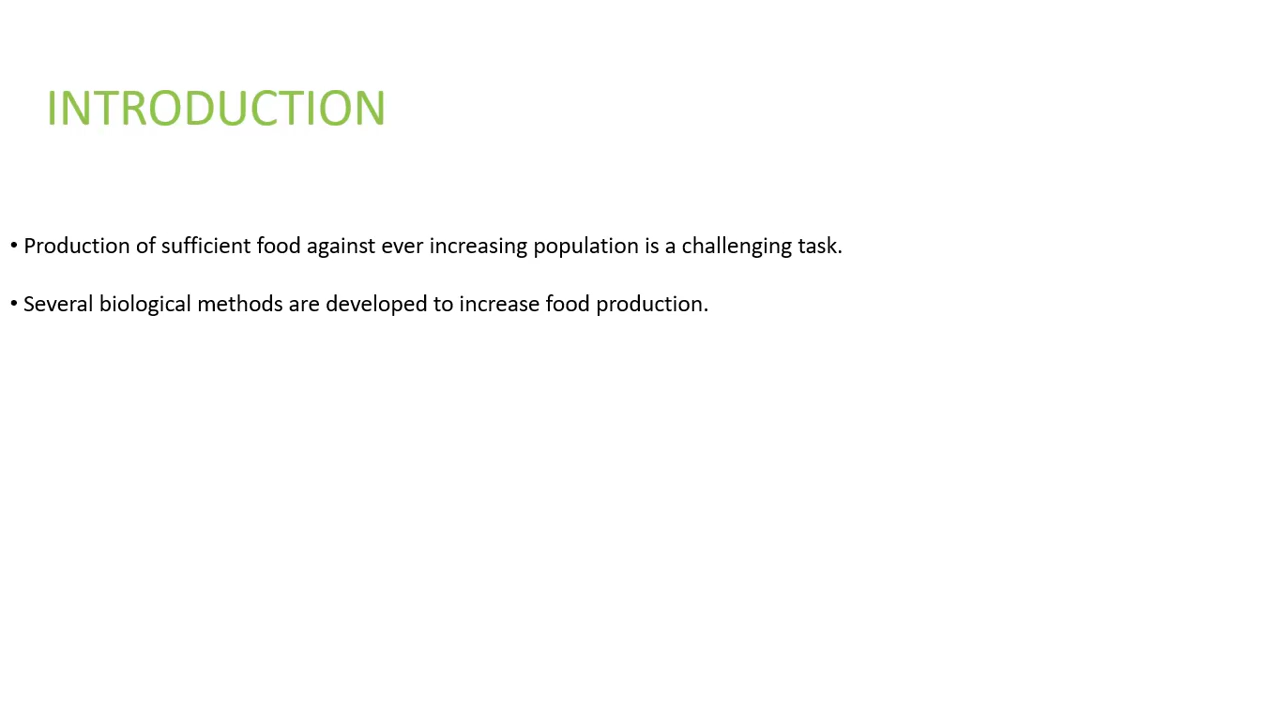 INTRODUCTION
• Production of sufficient food against ever increasing population is a challenging task.
• Several biological methods are developed to increase food production.